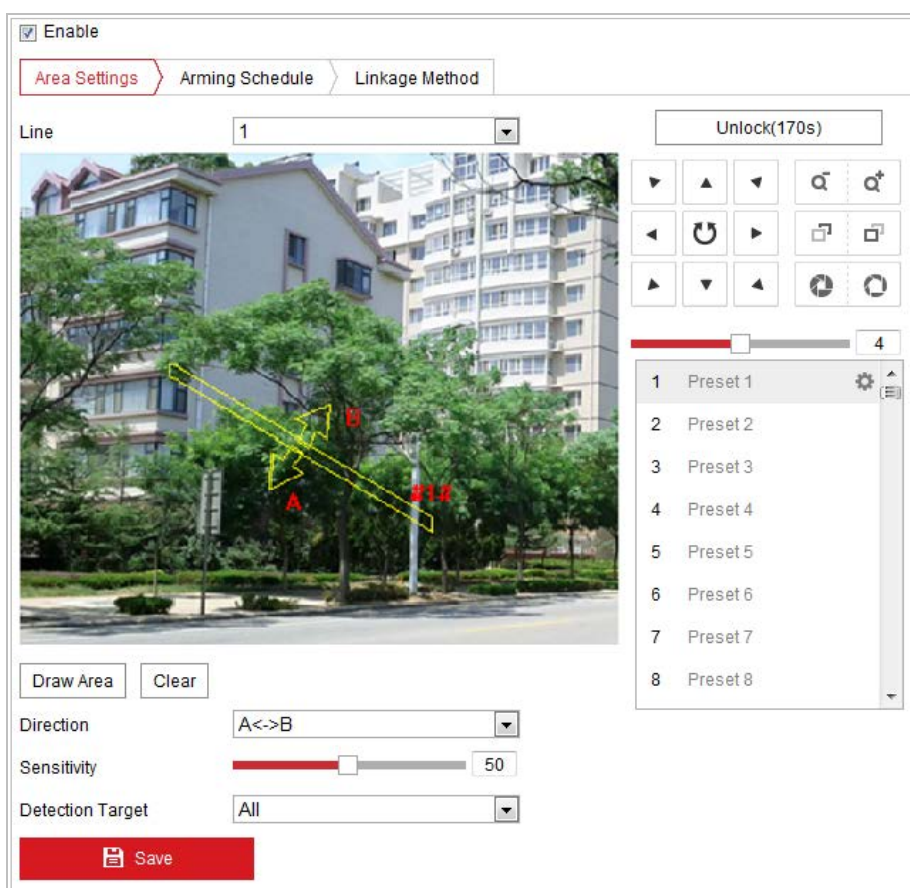 Enable
Area Settings
Arming Schedule
Linkage Method
Line
1
Unlock(170s)
B
A
#1#
4
1 Preset 1
2 Preset 2
3 Preset 3
4 Preset 4
5 Preset 5
6 Preset 6
7 Preset 7
8 Preset 8
Draw Area
Clear
Direction
A<->B
Sensitivity
50
Detection Target
All
Save